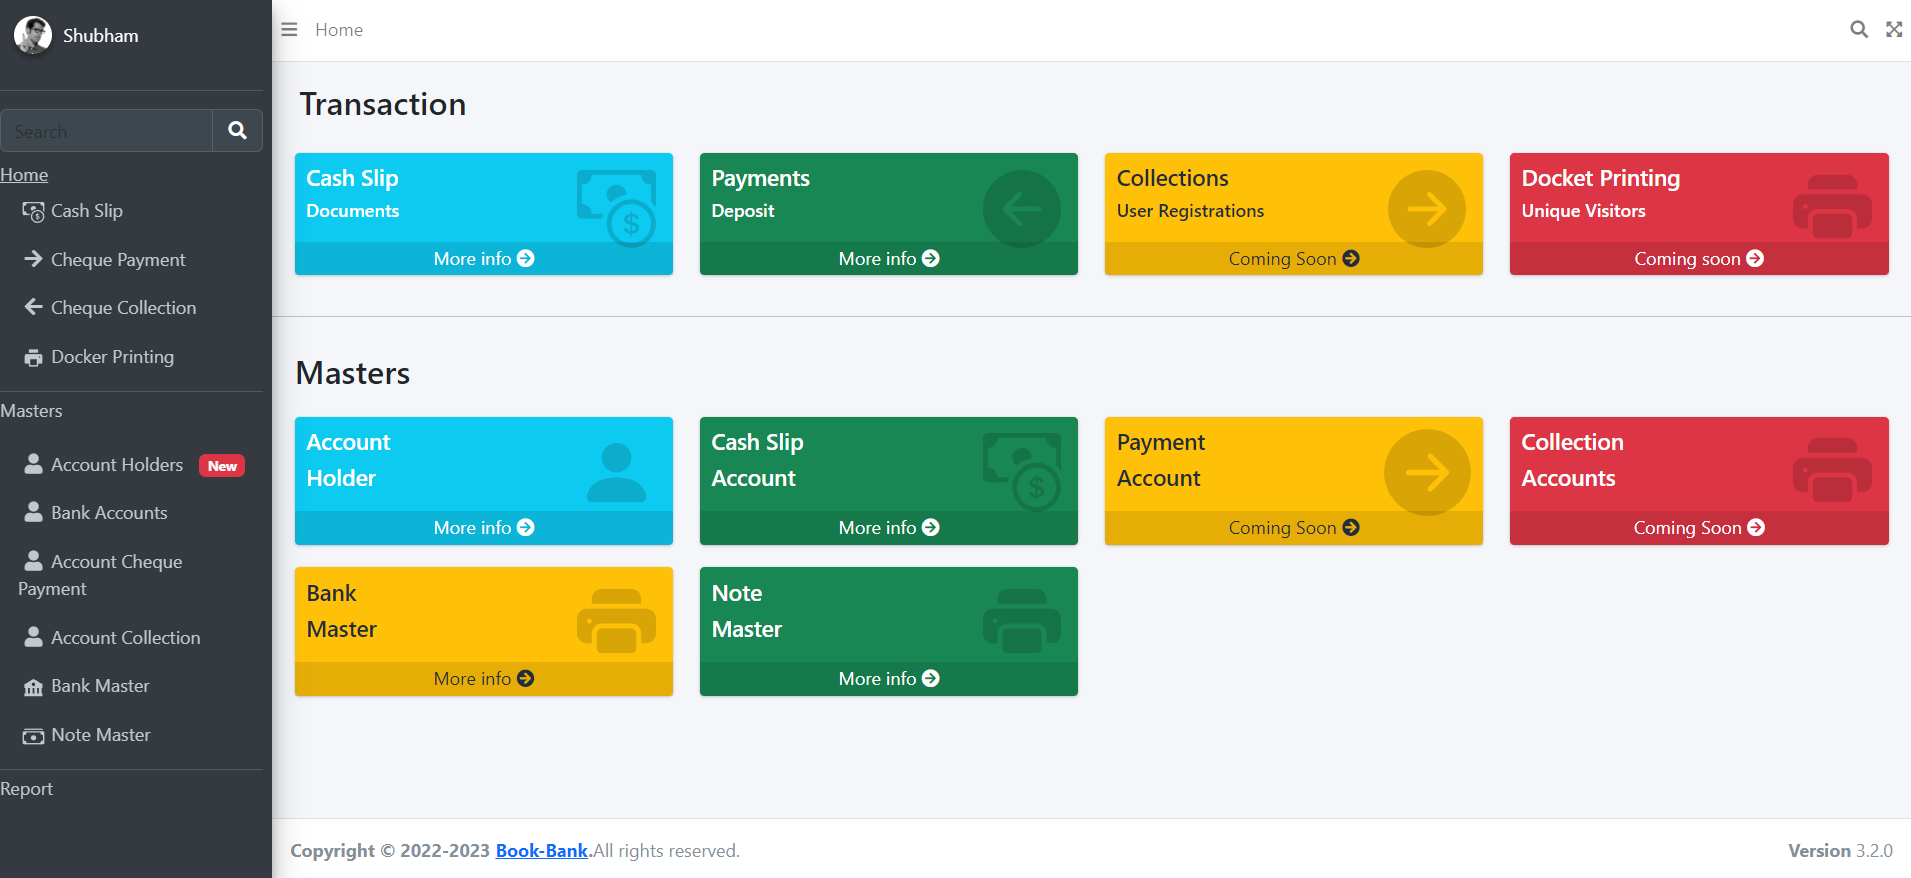 Shubham
Search
Home
Cash Slip
Cheque Payment
Cheque Collection
Docker Printing
Masters
Account Holders New
Bank Accounts
Account Cheque
Payment
Account Collection
Bank Master
Note Master
Report
Home
Transaction
Cash Slip
Documents
More info
Payments
Deposit
More info
Collections
User Registrations
Coming Soon
Docket Printing
Unique Visitors
Coming soon
Masters
Account
Holder
More info
Cash Slip
Account
More info
Payment
Account
Coming Soon
Collection
Accounts
Coming Soon
Bank
Master
More info
Note
Master
More info
Copyright © 2022-2023 Book-Bank.All rights reserved.
Version 3.2.0